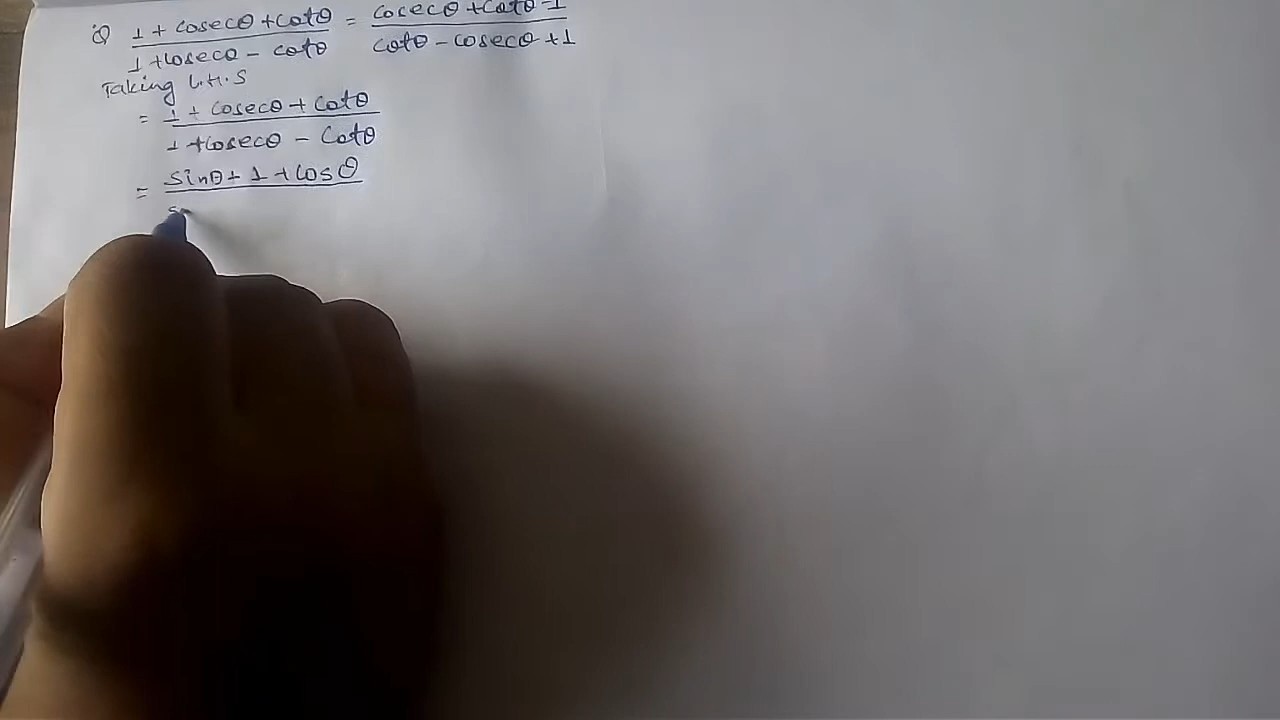 i) 1 + cosecθ + cotθ / 1 + cosecθ - cotθ = cosecθ + cotθ - 1 / cotθ - cosecθ + 1
Taking L.H.S
= 1 + cosecθ + cotθ / 1 + cosecθ - cotθ
= sinθ + 1 + cosθ
s